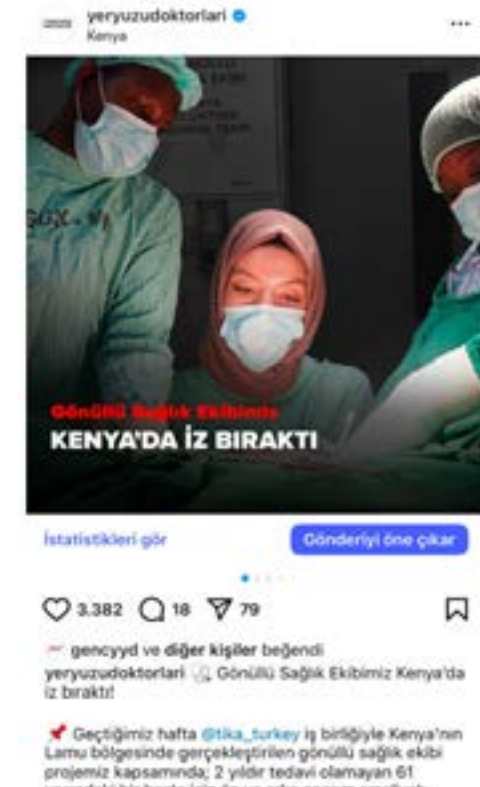 yeryuzudoktorlari
Kenya
Gönüllü Sağlık Ekibimiz
KENYA'DA İZ BIRAKTI
İstatistikleri gör
Gönderiyi öne çıkar
3.382 18 79
gencyyd ve diğer kişiler beğendi
yeryuzudoktorlari Gönüllü Sağlık Ekibimiz Kenya'da
iz bıraktı!
Geçtiğimiz hafta @tika_turkey iş birliğiyle Kenya'nın
Lamu bölgesinde gerçekleştirilen gönüllü sağlık ekibi
projemiz kapsamında; 2 yıldır tedavi olamayan 61